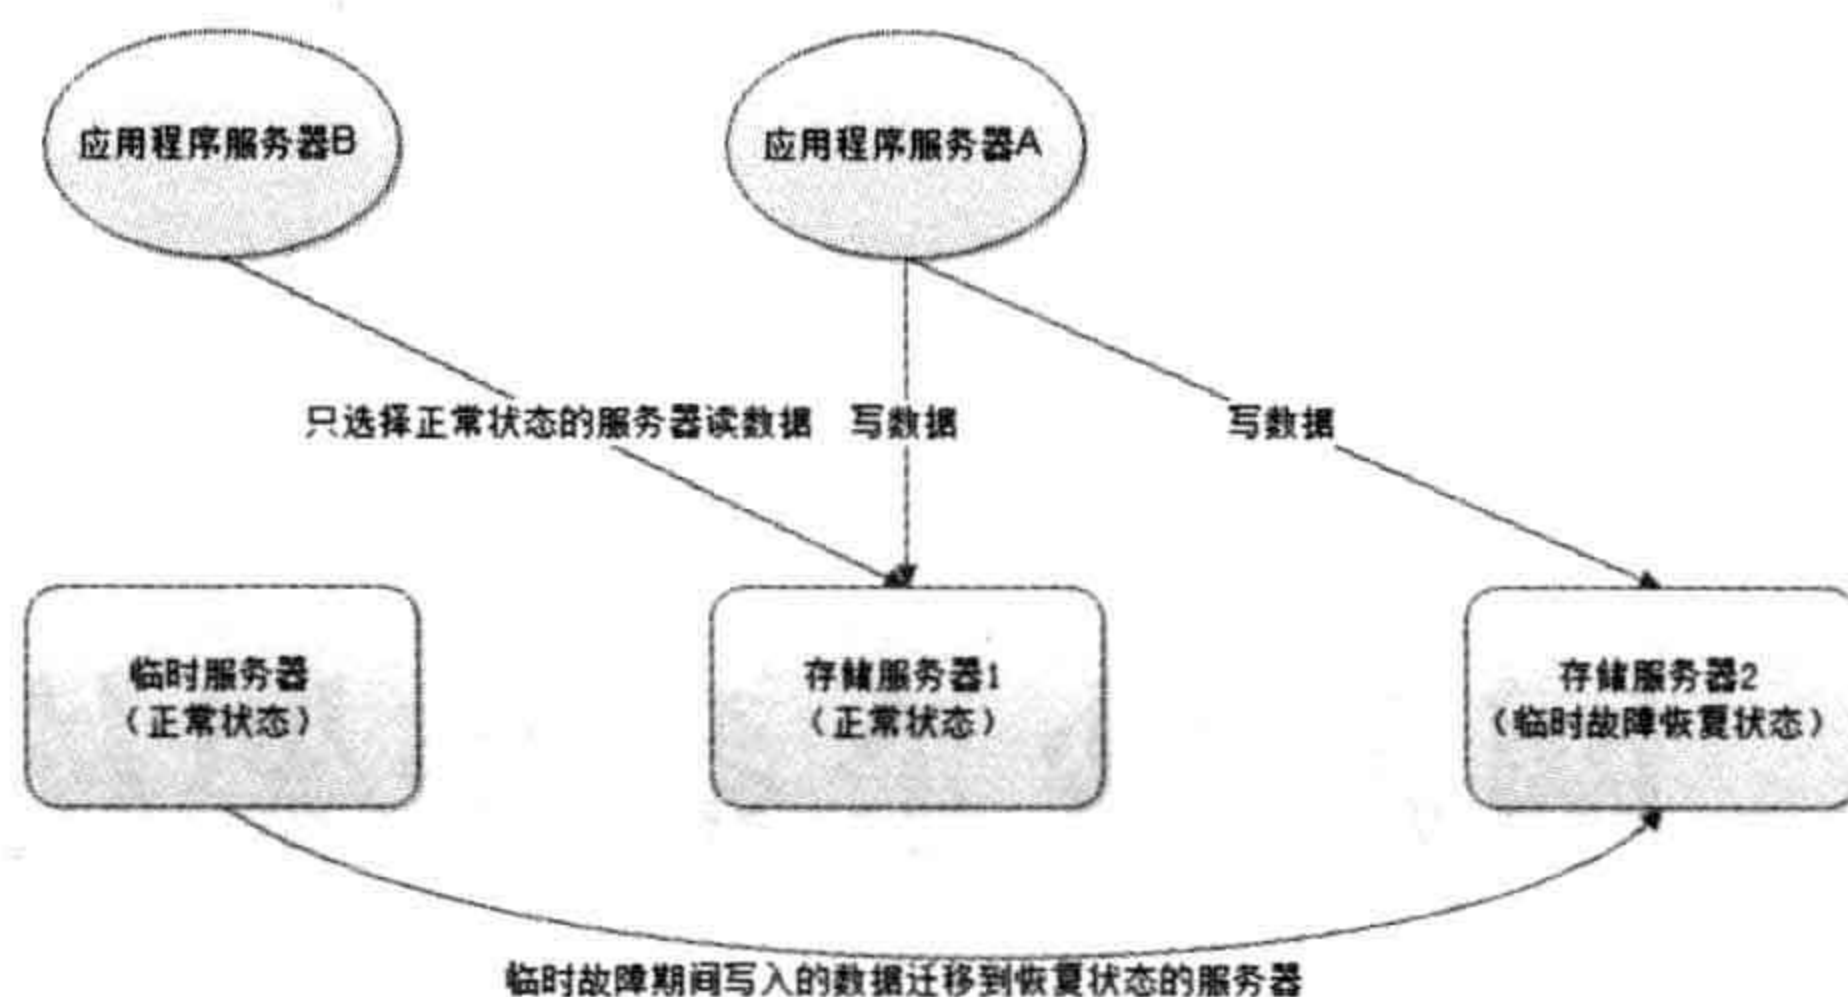 应用程序服务器B
应用程序服务器A
只选择正常状态的服务器读数据
写数据
写数据
临时服务器
（正常状态）
存储服务器1
（正常状态）
存储服务器2
（临时故障恢复状态）
临时故障期间写入的数据迁移到恢复状态的服务器